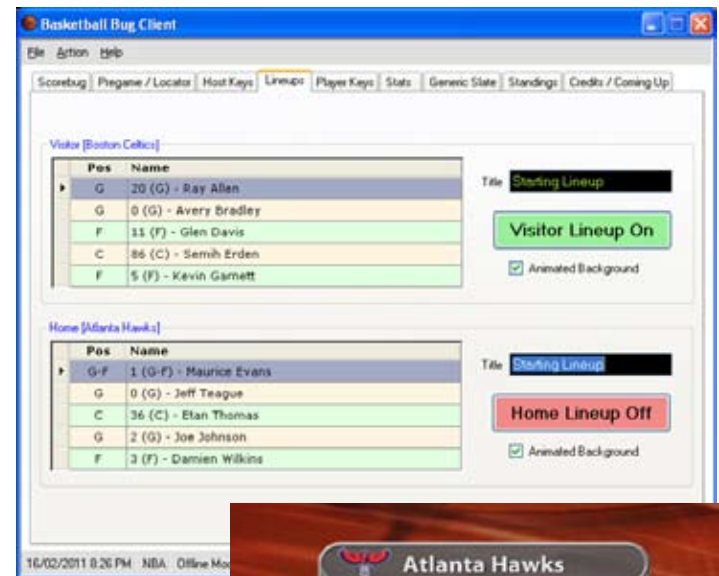 Basketball Bug Client
File Action Help
Scorebug Pregame / Locator Host Keys Lineups Player Keys Stats Generic Slate Standings Credits / Coming Up
Visitor [Boston Celtics]
Pos Name
G 20 (G) - Ray Allen
G 0 (G) - Avery Bradley
F 11 (F) - Glen Davis
C 86 (C) - Semih Erden
F 5 (F) - Kevin Garnett
Title Starting Lineup
Visitor Lineup On
Animated Background
Home [Atlanta Hawks]
Pos Name
G-F 1 (G-F) - Maurice Evans
G 0 (G) - Jeff Teague
C 36 (C) - Etan Thomas
G 2 (G) - Joe Johnson
F 3 (F) - Damien Wilkins
Title Starting Lineup
Home Lineup Off
Animated Background
16/02/2011 8:26 PM NBA Offline
Atlanta Hawks